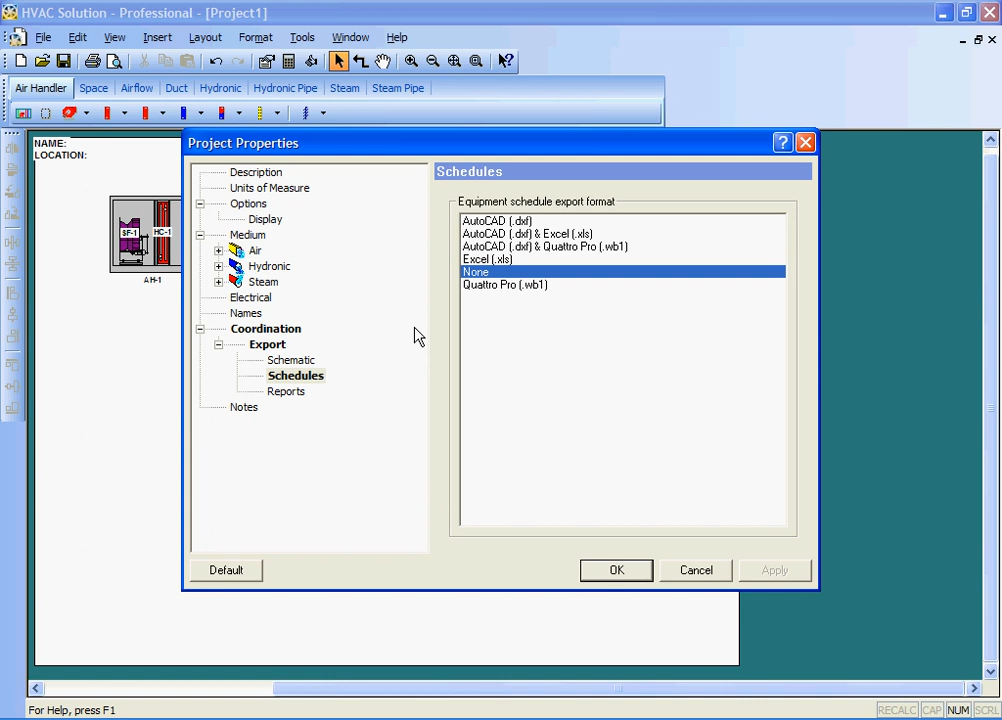 HVAC Solution - Professional - [Project1]
File Edit View Insert Layout Format Tools Window Help
Air Handler Space Airflow Duct Hydronic Hydronic Pipe Steam Steam Pipe
NAME:
LOCATION:
SF-1 HC-1
AH-1
Project Properties
Description
Units of Measure
Options
Display
Medium
Air
Hydronic
Steam
Electrical
Names
Coordination
Export
Schematic
Schedules
Reports
Notes
Schedules
Equipment schedule export format
AutoCAD (.dxf)
AutoCAD (.dxf) & Excel (.xls)
AutoCAD (.dxf) & Quattro Pro (.wb1)
Excel (.xls)
None
Quattro Pro (.wb1)
Default OK Cancel Apply
For Help, press F1 RECALC CAP NUM SCRL